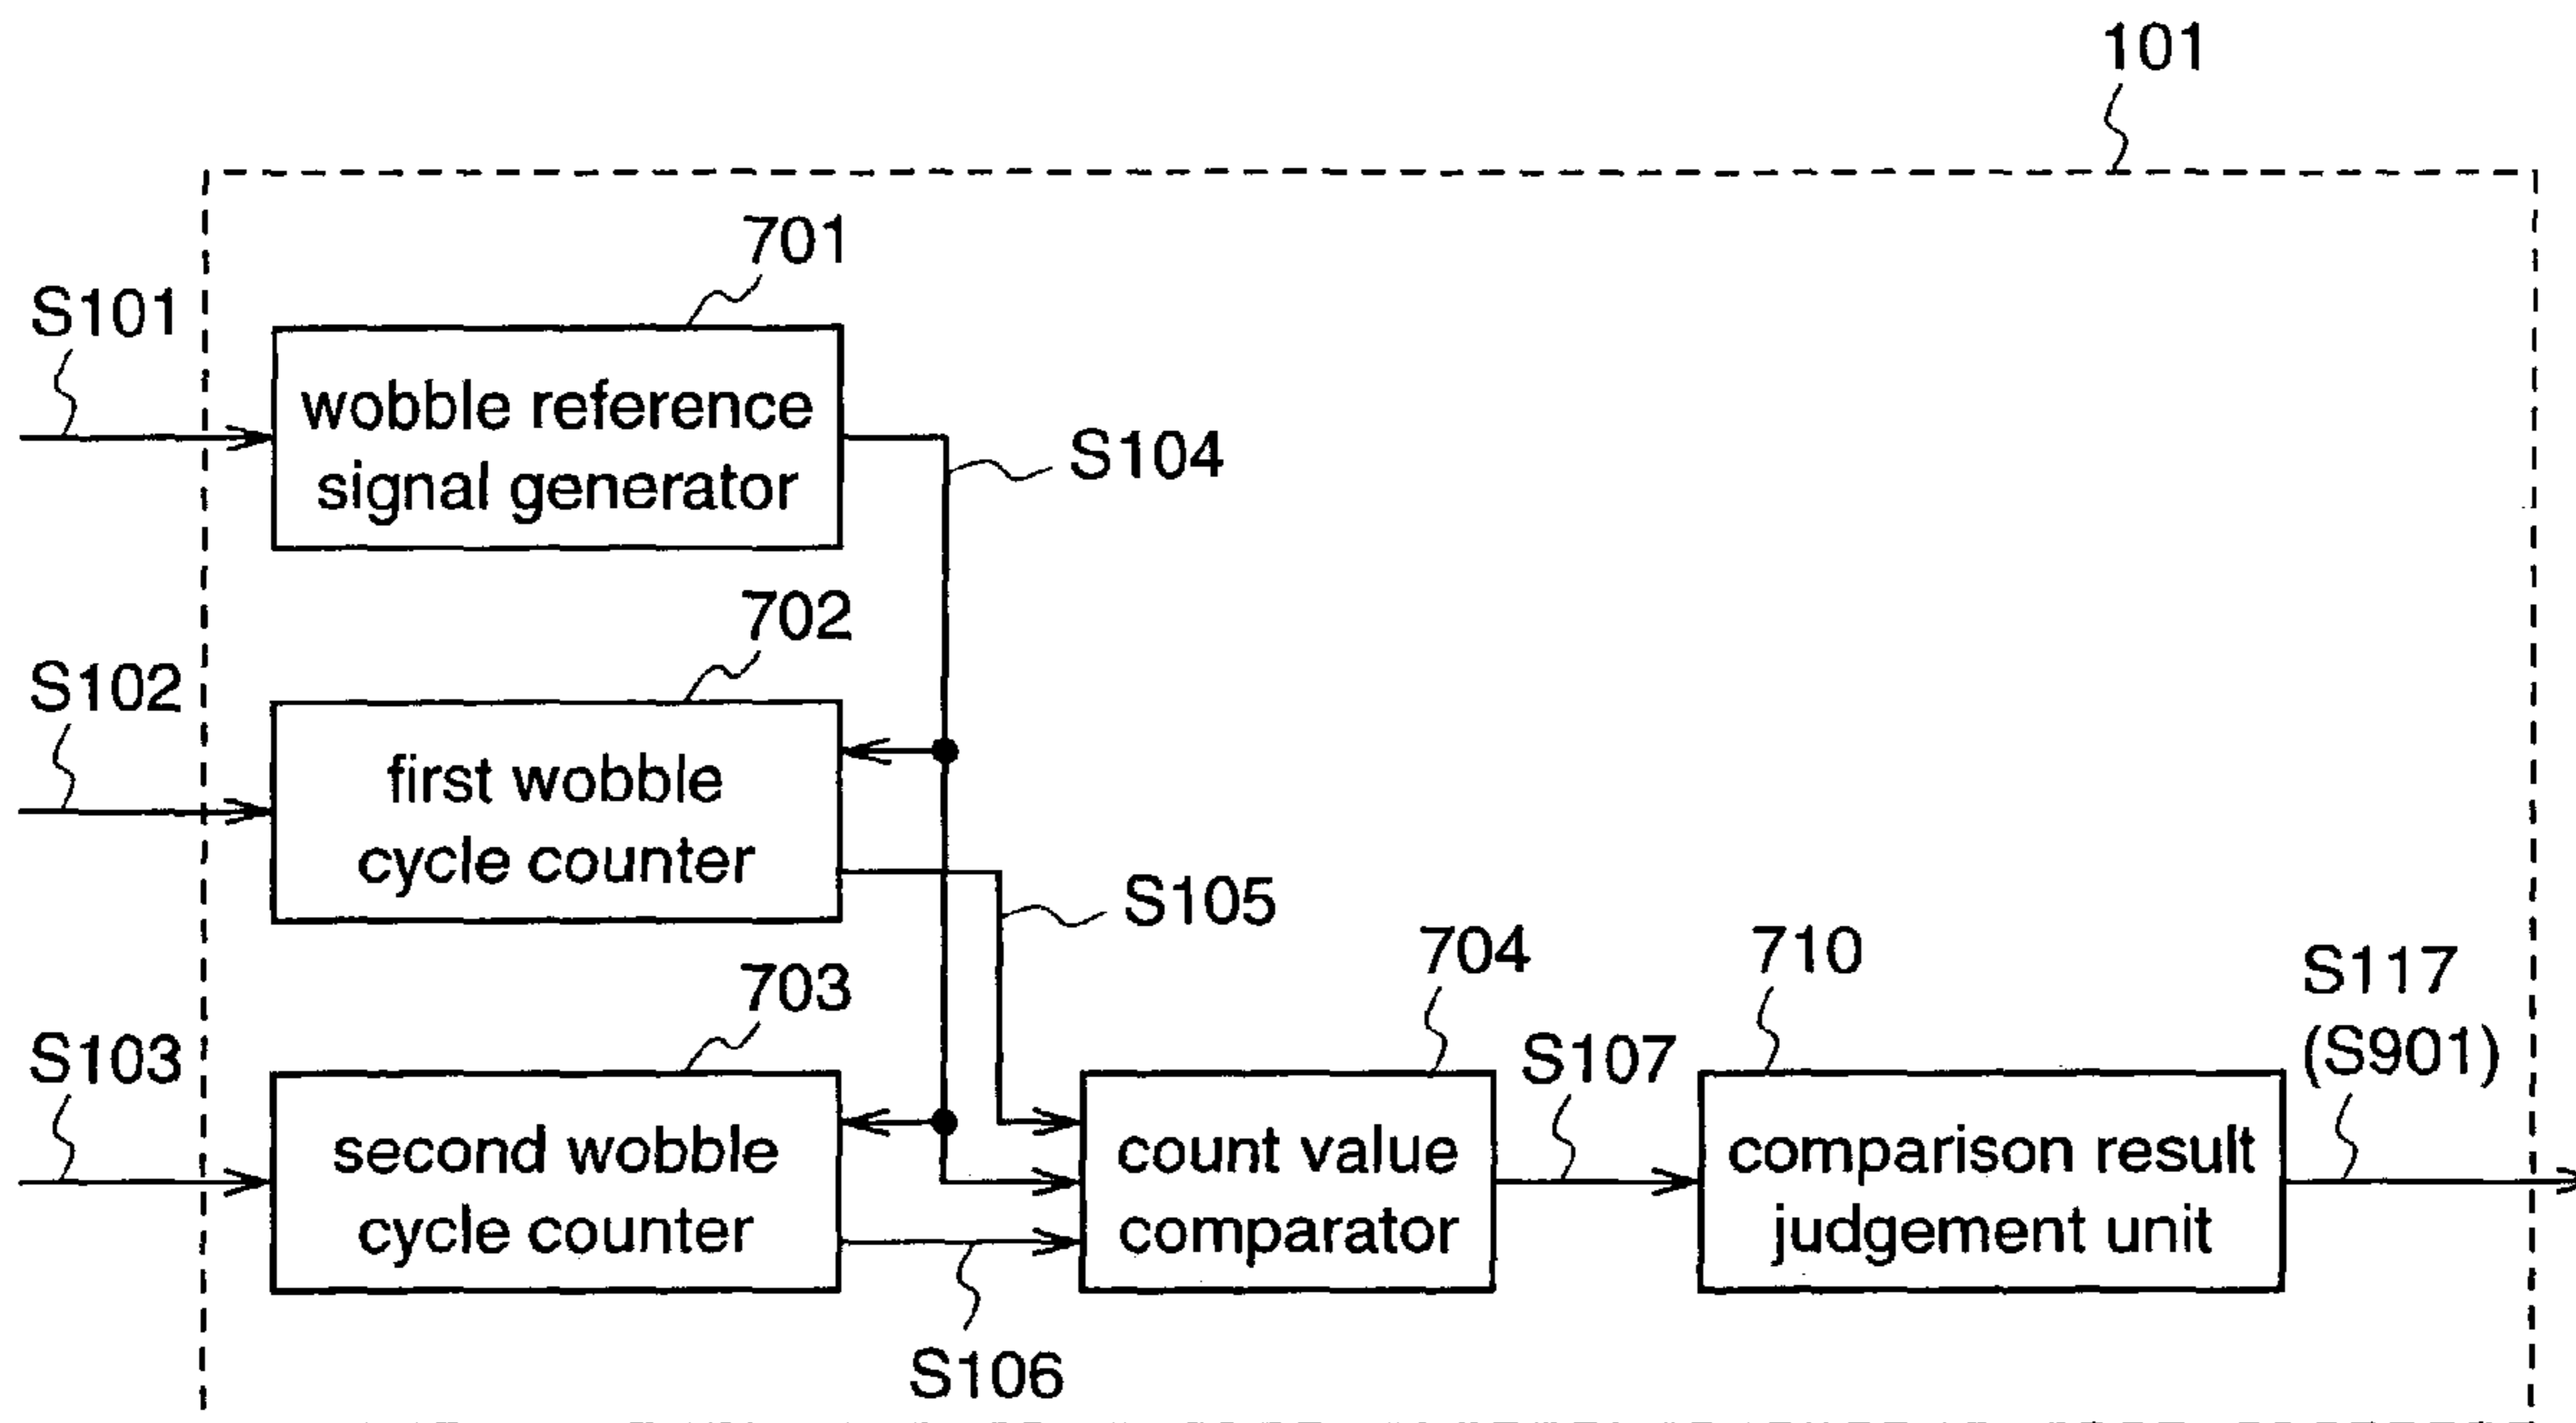 101
701
S101
wobble reference
signal generator
S104
702
S102
first wobble
cycle counter
S105
703
S103
second wobble
cycle counter
704
count value
comparator
S107
710
comparison result
judgement unit
S117
(S901)
S106